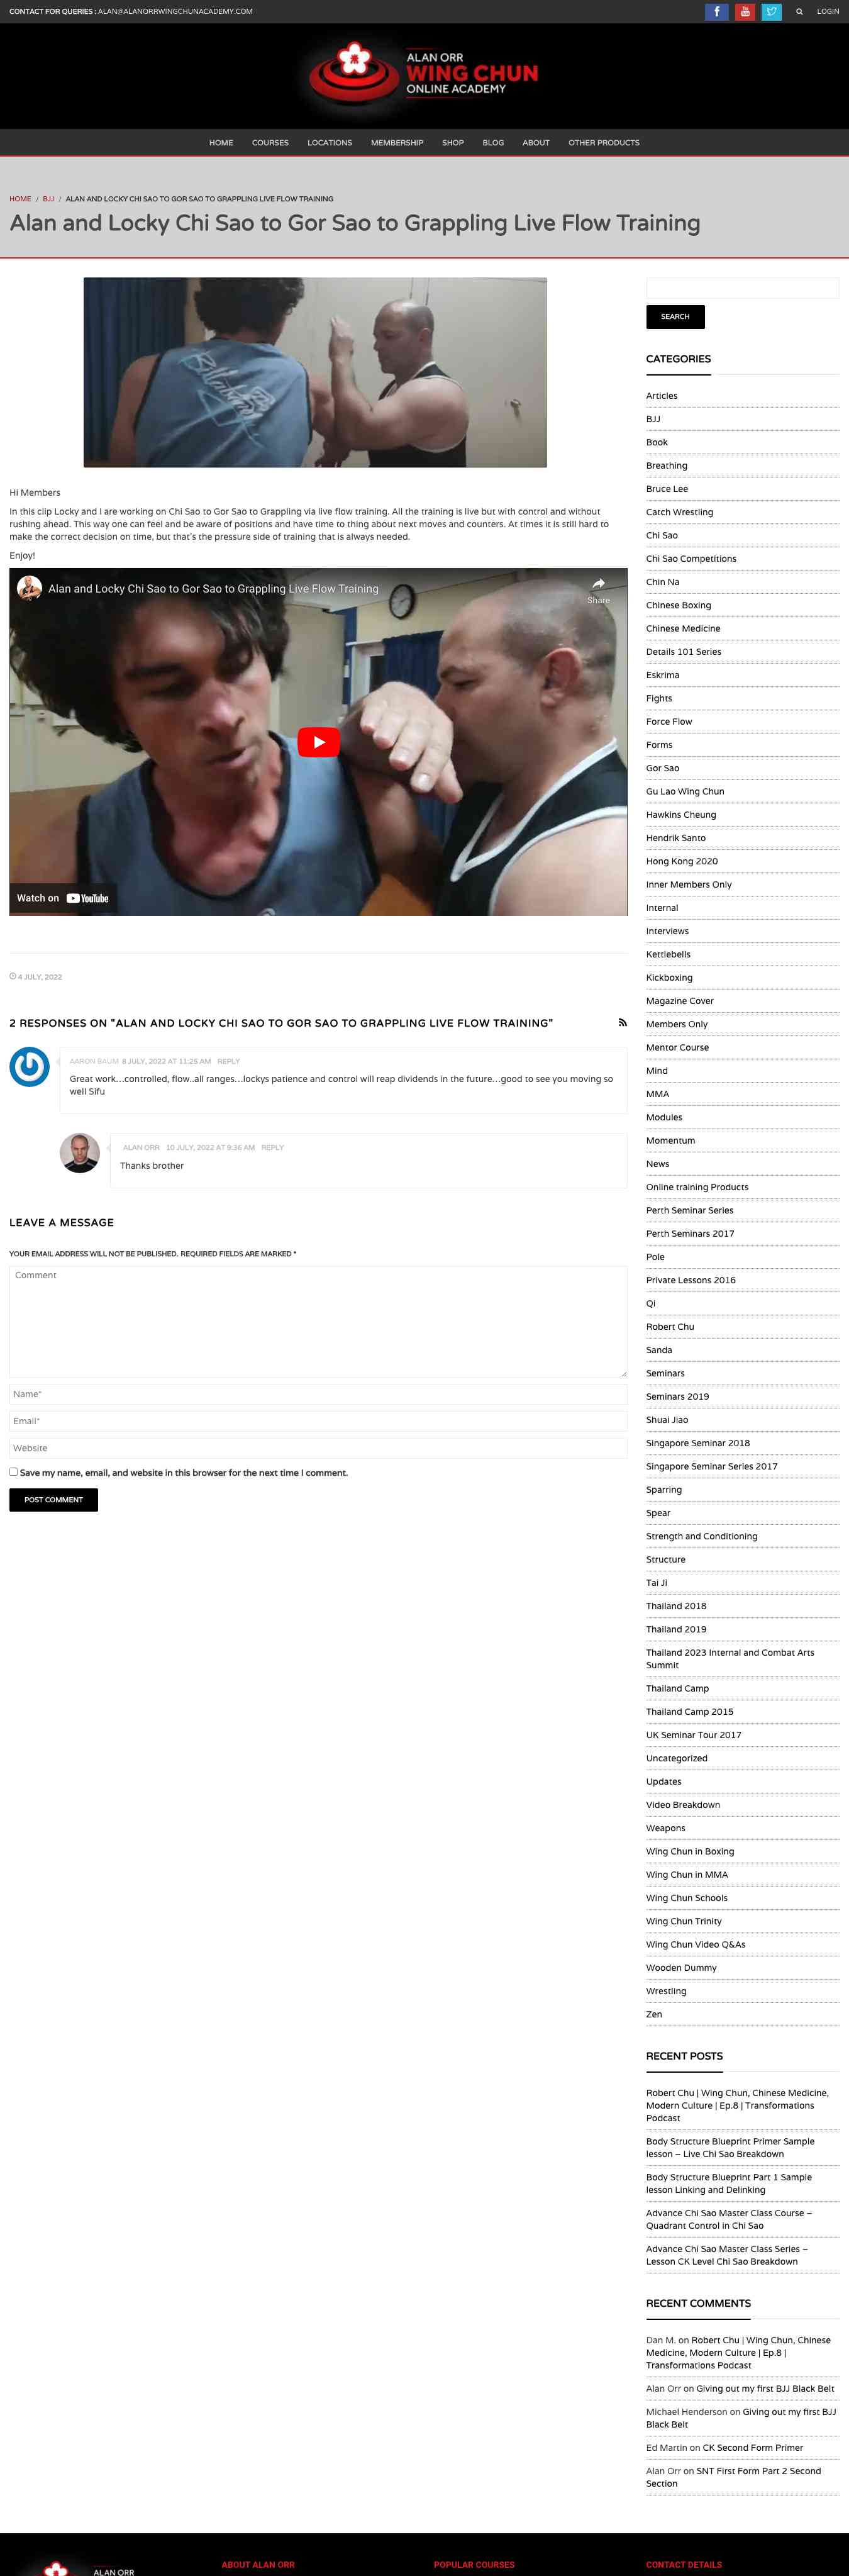 CONTACT FOR QUERIES : ALAN@ALANORRWINGCHUNACADEMY.COM
LOGIN
ALAN ORR
WING CHUN
ONLINE ACADEMY
HOME COURSES LOCATIONS MEMBERSHIP SHOP BLOG ABOUT OTHER PRODUCTS
HOME / BJJ / ALAN AND LOCKY CHI SAO TO GOR SAO TO GRAPPLING LIVE FLOW TRAINING
Alan and Locky Chi Sao to Gor Sao to Grappling Live Flow Training
Hi Members
In this clip Locky and I are working on Chi Sao to Gor Sao to Grappling via live flow training. All the training is live but with control and without
rushing ahead. This way one can feel and be aware of positions and have time to thing about next moves and counters. At times it is still hard to
make the correct decision on time, but that's the pressure side of training that is always needed.
Enjoy!
Alan and Locky Chi Sao to Gor Sao to Grappling Live Flow Training
Share
Watch on YouTube
4 JULY, 2022
2 RESPONSES ON "ALAN AND LOCKY CHI SAO TO GOR SAO TO GRAPPLING LIVE FLOW TRAINING"
AARON BAUM 8 JULY, 2022 AT 11:25 AM REPLY
Great work…controlled, flow..all ranges…lockys patience and control will reap dividends in the future…good to see you moving so
well Sifu
ALAN ORR 10 JULY, 2022 AT 9:36 AM REPLY
Thanks brother
LEAVE A MESSAGE
YOUR EMAIL ADDRESS WILL NOT BE PUBLISHED. REQUIRED FIELDS ARE MARKED *
Comment
Name*
Email*
Website
Save my name, email, and website in this browser for the next time I comment.
POST COMMENT
SEARCH
CATEGORIES
Articles
BJJ
Book
Breathing
Bruce Lee
Catch Wrestling
Chi Sao
Chi Sao Competitions
Chin Na
Chinese Boxing
Chinese Medicine
Details 101 Series
Eskrima
Fights
Force Flow
Forms
Gor Sao
Gu Lao Wing Chun
Hawkins Cheung
Hendrik Santo
Hong Kong 2020
Inner Members Only
Internal
Interviews
Kettlebells
Kickboxing
Magazine Cover
Members Only
Mentor Course
Mind
MMA
Modules
Momentum
News
Online training Products
Perth Seminar Series
Perth Seminars 2017
Pole
Private Lessons 2016
Qi
Robert Chu
Sanda
Seminars
Seminars 2019
Shuai Jiao
Singapore Seminar 2018
Singapore Seminar Series 2017
Sparring
Spear
Strength and Conditioning
Structure
Tai Ji
Thailand 2018
Thailand 2019
Thailand 2023 Internal and Combat Arts
Summit
Thailand Camp
Thailand Camp 2015
UK Seminar Tour 2017
Uncategorized
Updates
Video Breakdown
Weapons
Wing Chun in Boxing
Wing Chun in MMA
Wing Chun Schools
Wing Chun Trinity
Wing Chun Video Q&As
Wooden Dummy
Wrestling
Zen
RECENT POSTS
Robert Chu | Wing Chun, Chinese Medicine,
Modern Culture | Ep.8 | Transformations
Podcast
Body Structure Blueprint Primer Sample
lesson – Live Chi Sao Breakdown
Body Structure Blueprint Part 1 Sample
lesson Linking and Delinking
Advance Chi Sao Master Class Course –
Quadrant Control in Chi Sao
Advance Chi Sao Master Class Series –
Lesson CK Level Chi Sao Breakdown
RECENT COMMENTS
Dan M. on Robert Chu | Wing Chun, Chinese
Medicine, Modern Culture | Ep.8 |
Transformations Podcast
Alan Orr on Giving out my first BJJ Black Belt
Michael Henderson on Giving out my first BJJ
Black Belt
Ed Martin on CK Second Form Primer
Alan Orr on SNT First Form Part 2 Second
Section
ALAN ORR
ABOUT ALAN ORR
POPULAR COURSES
CONTACT DETAILS